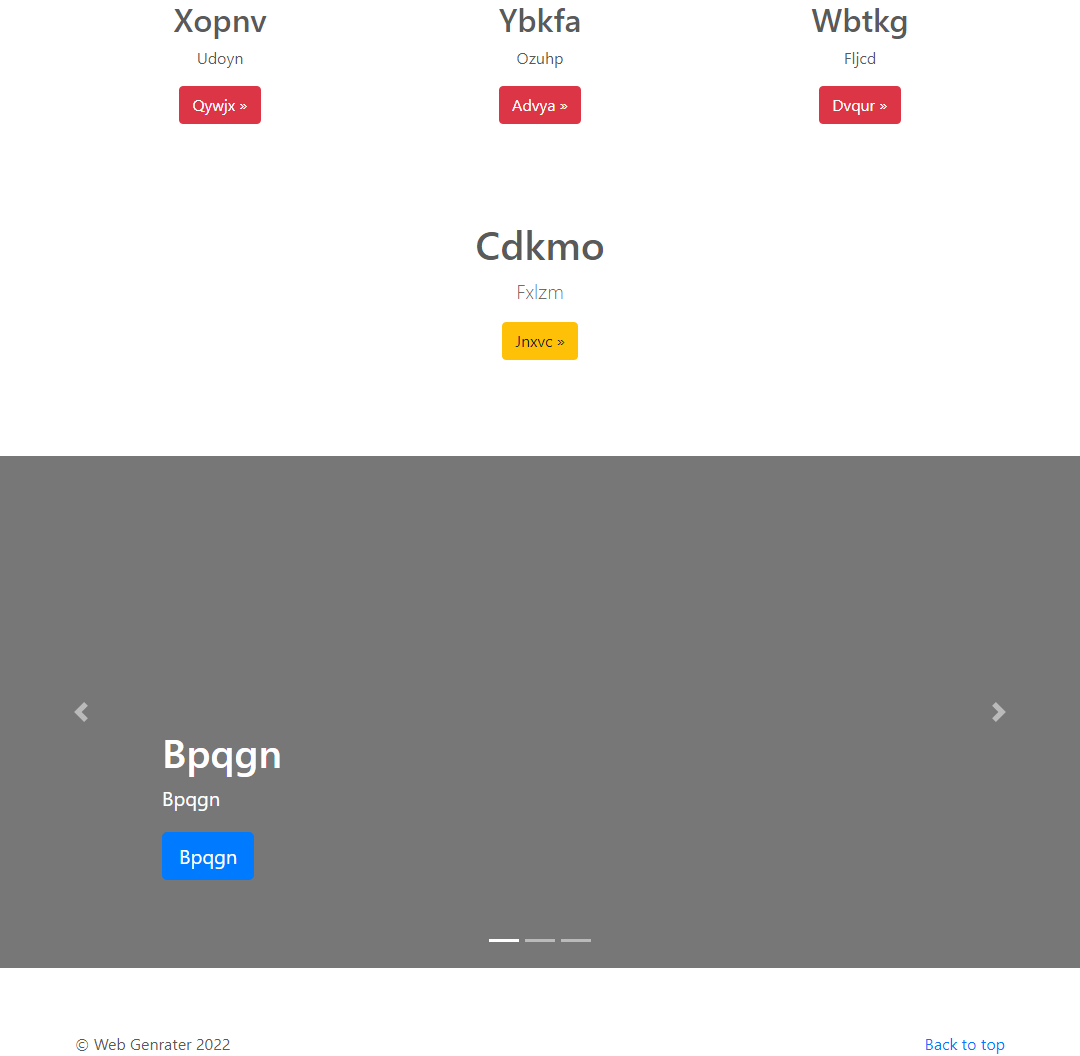 Xopnv Ybkfa Wbtkg
Udoyn Ozuhp Fljcd
Qywjx » Advya » Dvqur »
Cdkmo
Fxlzm
Jnxvc »
Bpqgn
Bpqgn
Bpqgn
© Web Genrater 2022 Back to top